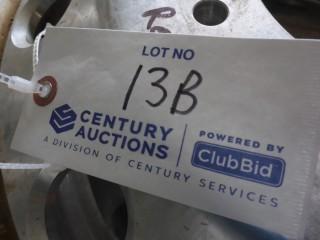 LOT NO
13B
CENTURY AUCTIONS
A DIVISION OF CENTURY SERVICES
POWERED BY
ClubBid